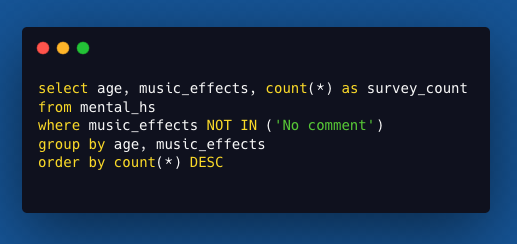 select age, music_effects, count(*) as survey_count
from mental_hs
where music_effects NOT IN ('No comment')
group by age, music_effects
order by count(*) DESC